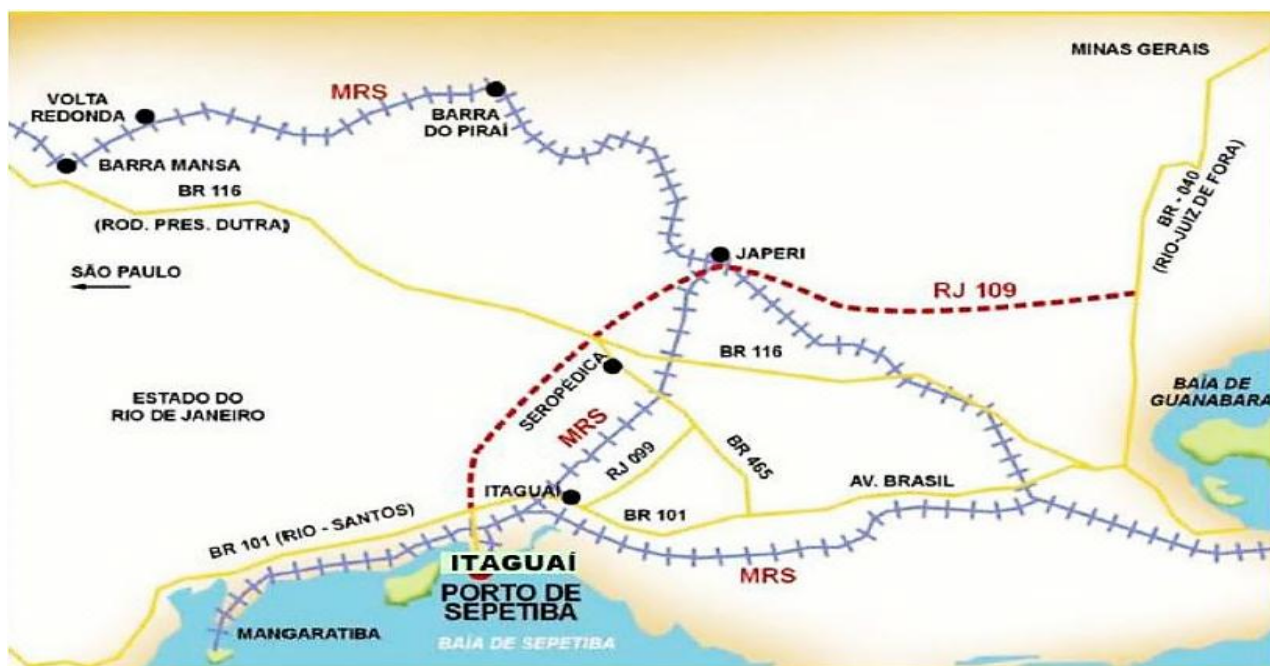 MINAS GERAIS
MRS
VOLTA
REDONDA
BARRA
DO PIRAÍ
BARRA MANSA
BR 116
(ROD. PRES. DUTRA)
BR - 040
(RIO-JUIZ DE FORA)
SÃO PAULO
JAPERI
RJ 109
BR 116
SEROPÉDICA
ESTADO DO
RIO DE JANEIRO
BAÍA DE
GUANABARA
MRS
RJ 099
BR 465
ITAGUAÍ
AV. BRASIL
BR 101 (RIO - SANTOS)
BR 101
ITAGUAÍ
PORTO DE
SEPETIBA
MRS
MANGARATIBA
BAÍA DE SEPETIBA